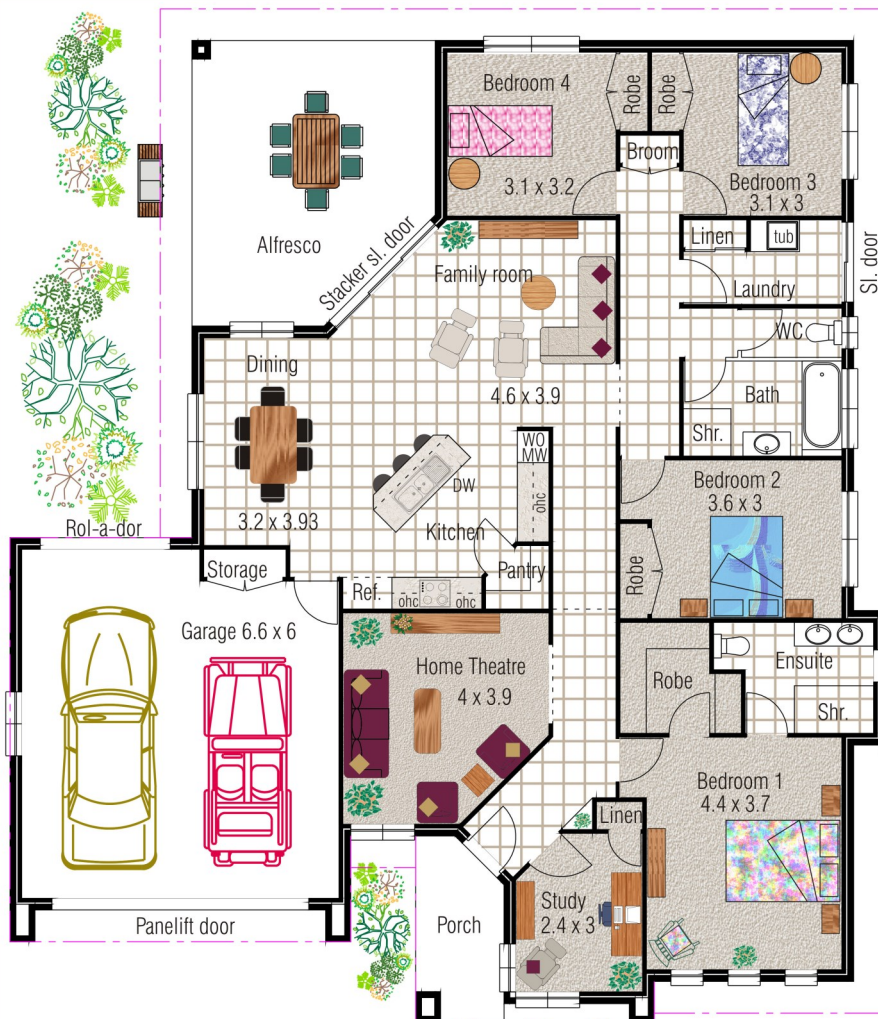 Bedroom 4
3.1 x 3.2
Robe
Robe
Broom
Bedroom 3
3.1 x 3
Alfresco
Stacker sl. door
Family room
4.6 x 3.9
Linen
tub
Laundry
Sl. door
WC
Bath
Shr.
Dining
3.2 x 3.93
WO
MW
DW
ohc
Kitchen
Pantry
Bedroom 2
3.6 x 3
Robe
Rol-a-dor
Storage
Ref.
ohc
ohc
Garage 6.6 x 6
Home Theatre
4 x 3.9
Robe
Ensuite
Shr.
Bedroom 1
4.4 x 3.7
Linen
Study
2.4 x 3
Porch
Panelift door